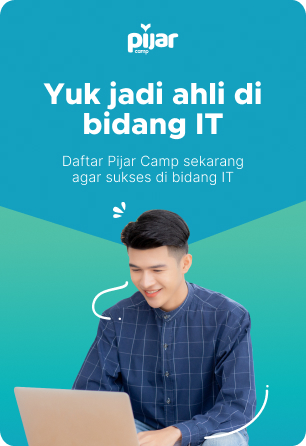 pijar
camp
Yuk jadi ahli di
bidang IT
Daftar Pijar Camp sekarang
agar sukses di bidang IT